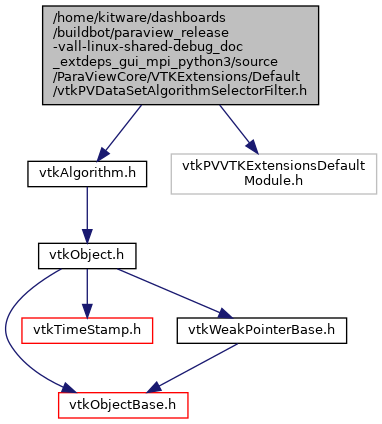 /home/kitware/dashboards
/buildbot/paraview_release
-vall-linux-shared-debug_doc
_extdeps_gui_mpi_python3/source
/ParaViewCore/VTKExtensions/Default
/vtkPVDataSetAlgorithmSelectorFilter.h
vtkAlgorithm.h
vtkPVVTKExtensionsDefault
Module.h
vtkObject.h
vtkTimeStamp.h
vtkWeakPointerBase.h
vtkObjectBase.h